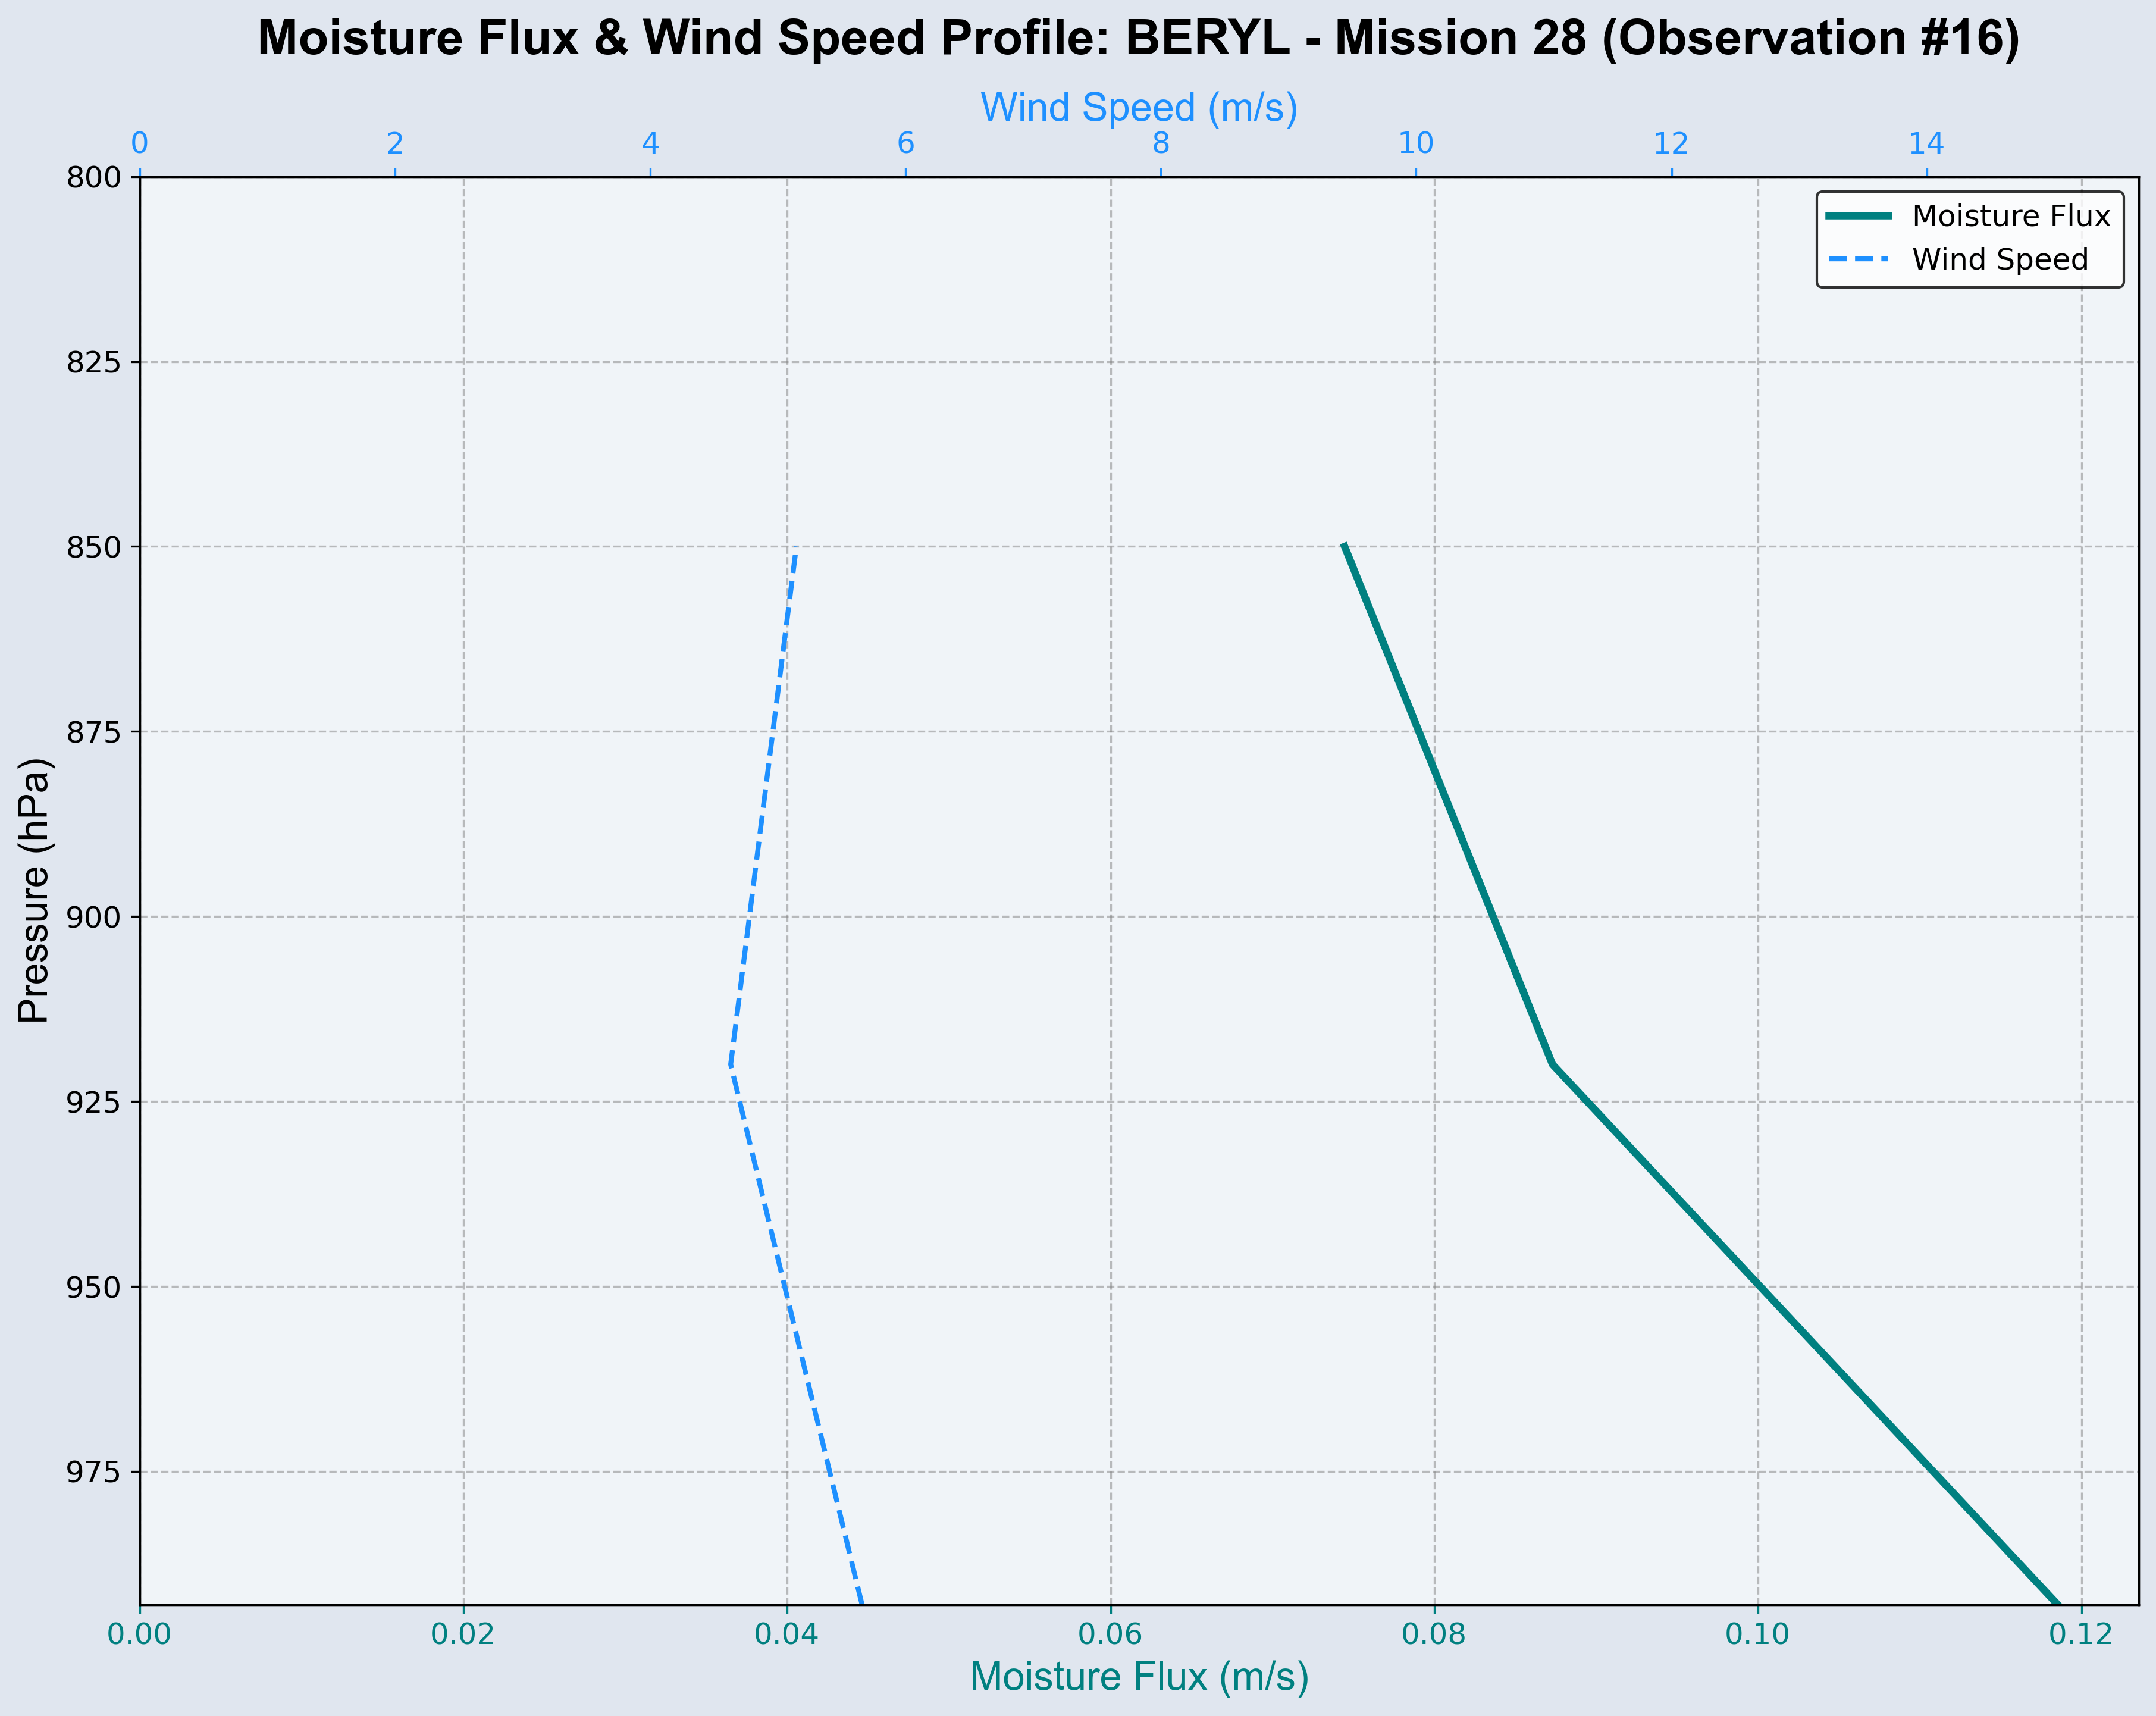 Moisture Flux & Wind Speed Profile: BERYL - Mission 28 (Observation #16)
Wind Speed (m/s)
0 2 4 6 8 10 12 14
Moisture Flux
Wind Speed
Pressure (hPa)
800
825
850
875
900
925
950
975
0.00 0.02 0.04 0.06 0.08 0.10 0.12
Moisture Flux (m/s)